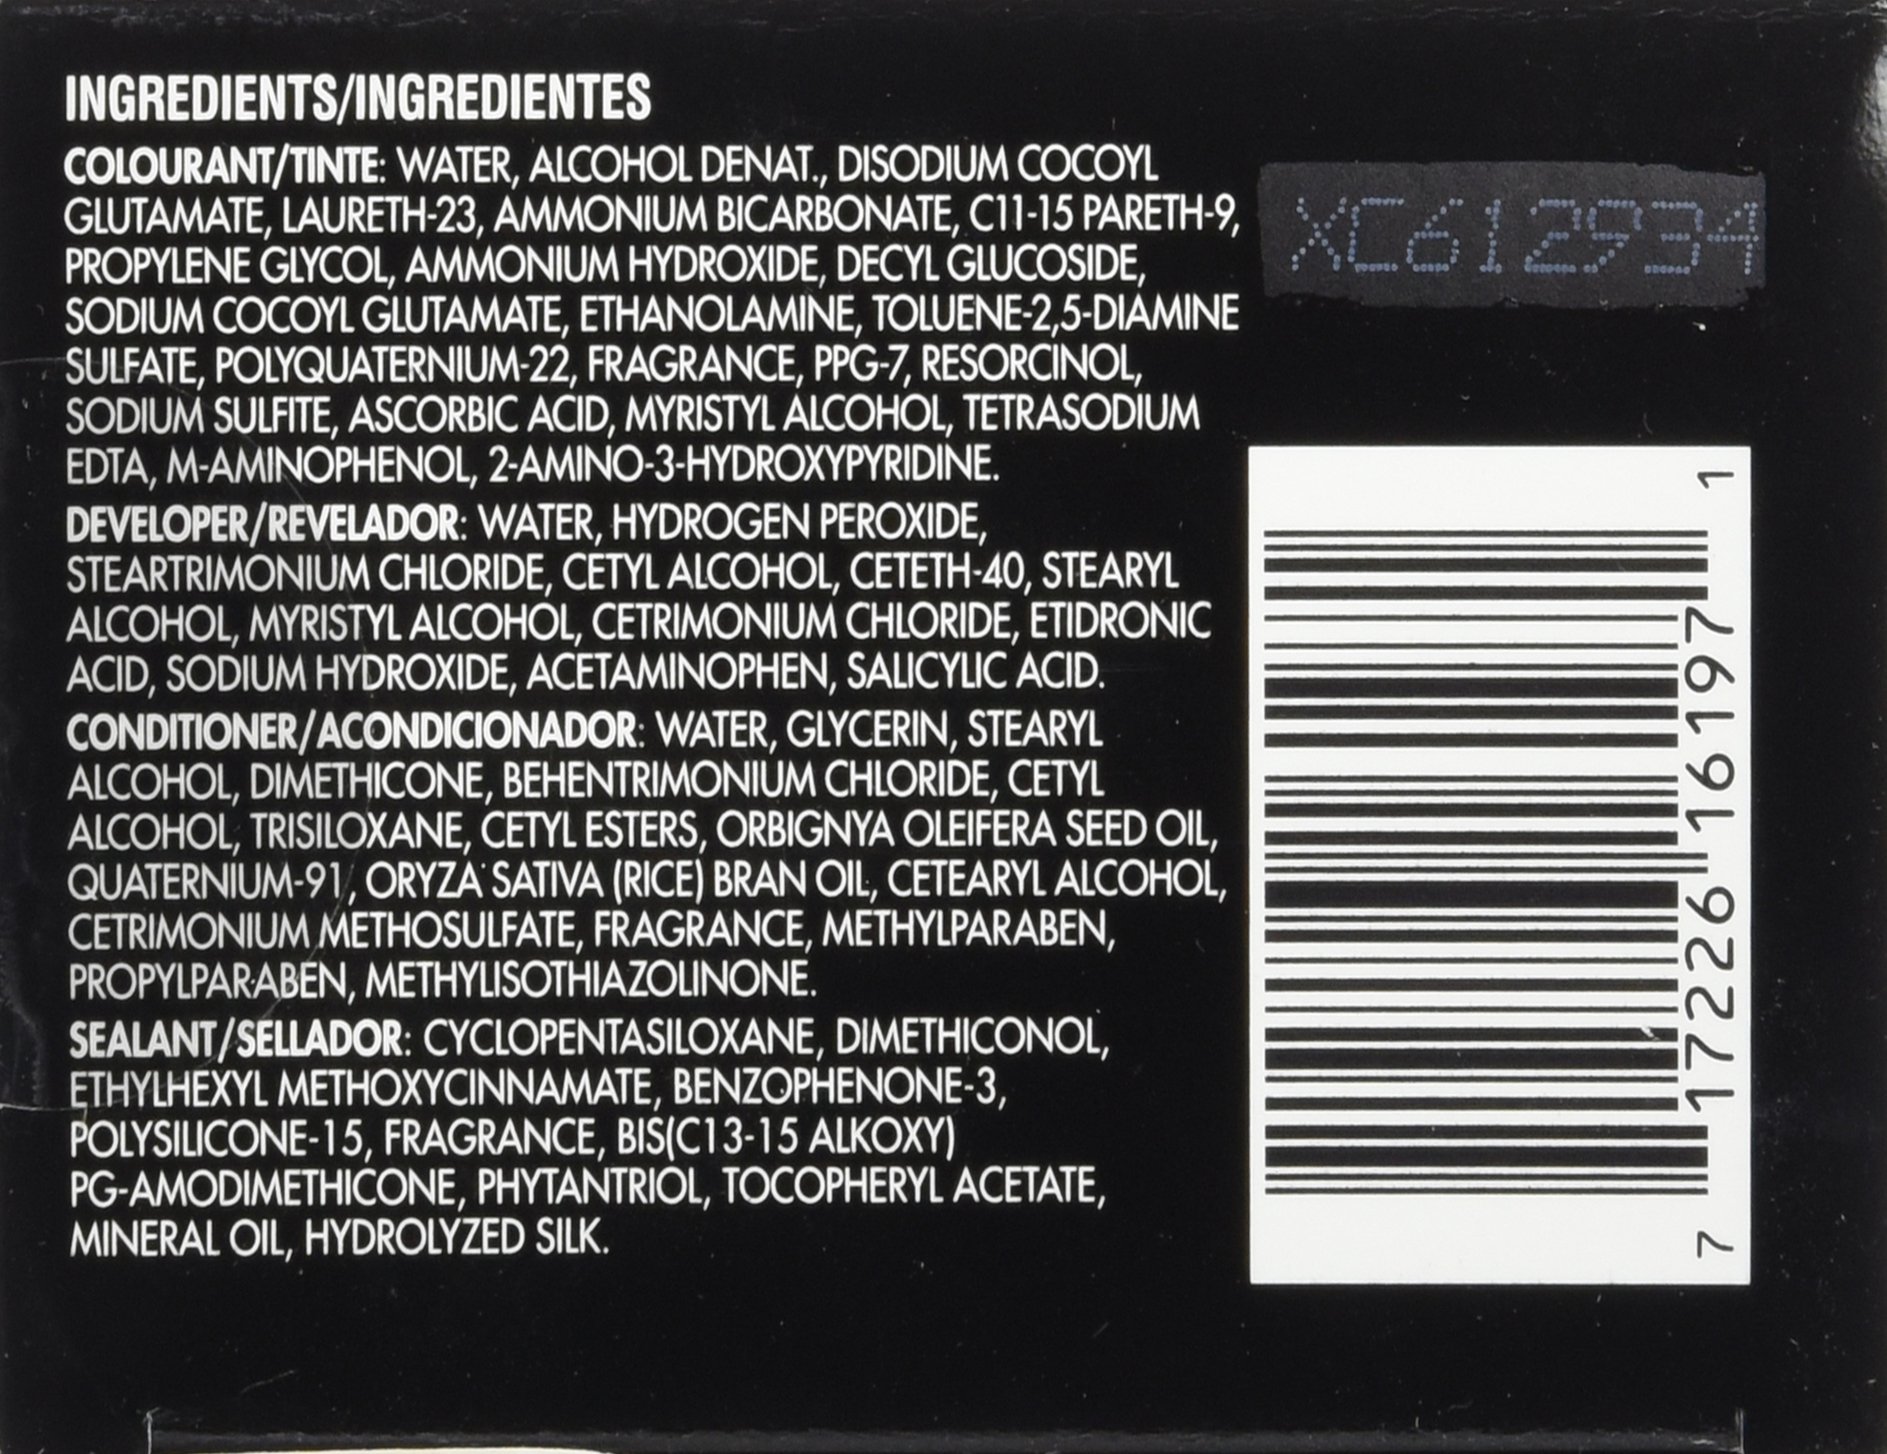 INGREDIENTS/INGREDIENTES
COLOURANT/TINTE: WATER, ALCOHOL DENAT., DISODIUM COCOYL
GLUTAMATE, LAURETH-23, AMMONIUM BICARBONATE, C11-15 PARETH-9,
PROPYLENE GLYCOL, AMMONIUM HYDROXIDE, DECYL GLUCOSIDE,
SODIUM COCOYL GLUTAMATE, ETHANOLAMINE, TOLUENE-2,5-DIAMINE
SULFATE, POLYQUATERNIUM-22, FRAGRANCE, PPG-7, RESORCINOL,
SODIUM SULFITE, ASCORBIC ACID, MYRISTYL ALCOHOL, TETRASODIUM
EDTA, M-AMINOPHENOL, 2-AMINO-3-HYDROXYPYRIDINE.
DEVELOPER/REVELADOR: WATER, HYDROGEN PEROXIDE,
STEARTRIMONIUM CHLORIDE, CETYL ALCOHOL, CETETH-40, STEARYL
ALCOHOL, MYRISTYL ALCOHOL, CETRIMONIUM CHLORIDE, ETIDRONIC
ACID, SODIUM HYDROXIDE, ACETAMINOPHEN, SALICYLIC ACID.
CONDITIONER/ACONDICIONADOR: WATER, GLYCERIN, STEARYL
ALCOHOL, DIMETHICONE, BEHENTRIMONIUM CHLORIDE, CETYL
ALCOHOL, TRISILOXANE, CETYL ESTERS, ORBIGNYA OLEIFERA SEED OIL,
QUATERNIUM-91, ORYZA SATIVA (RICE) BRAN OIL, CETEARYL ALCOHOL,
CETRIMONIUM METHOSULFATE, FRAGRANCE, METHYLPARABEN,
PROPYLPARABEN, METHYLISOTHIAZOLINONE.
SEALANT/SELLADOR: CYCLOPENTASILOXANE, DIMETHICONOL,
ETHYLHEXYL METHOXYCINNAMATE, BENZOPHENONE-3,
POLYSILICONE-15, FRAGRANCE, BIS(C13-15 ALKOXY)
PG-AMODIMETHICONE, PHYTANTRIOL, TOCOPHERYL ACETATE,
MINERAL OIL, HYDROLYZED SILK.
XC612934
7 17226 16197 1